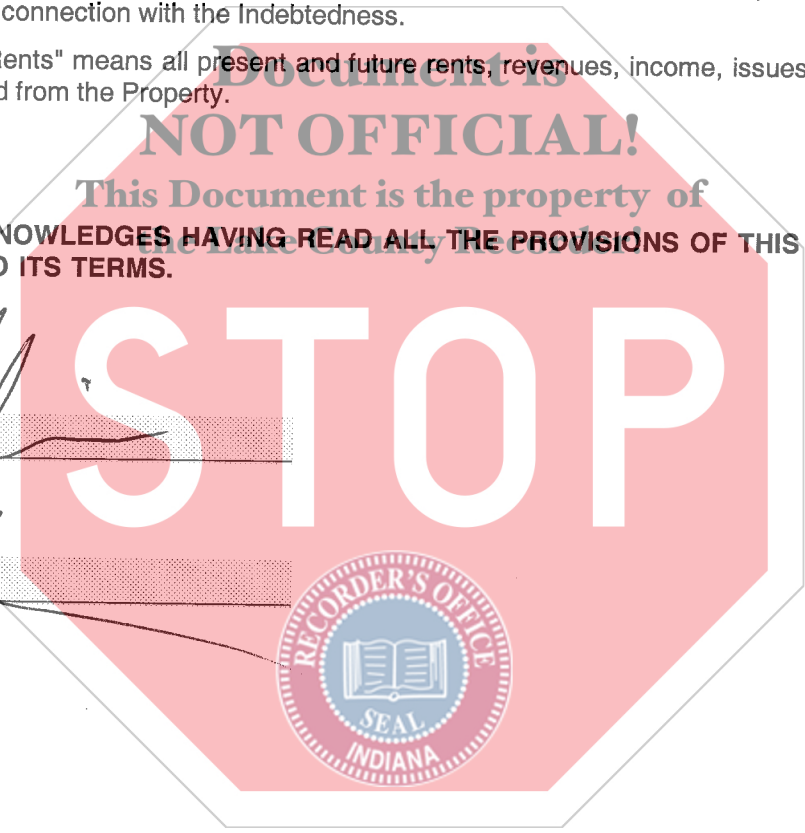 connection with the Indebtedness.
ents" means all present and future rents, revenues, income, issues
d from the Property.
Document is
NOT OFFICIAL!
This Document is the property of
the Lake County Recorder!
NOWLEDGES HAVING READ ALL THE PROVISIONS OF THIS
ITS TERMS.
STOP
RECORDER'S OFFICE
SEAL
INDIANA